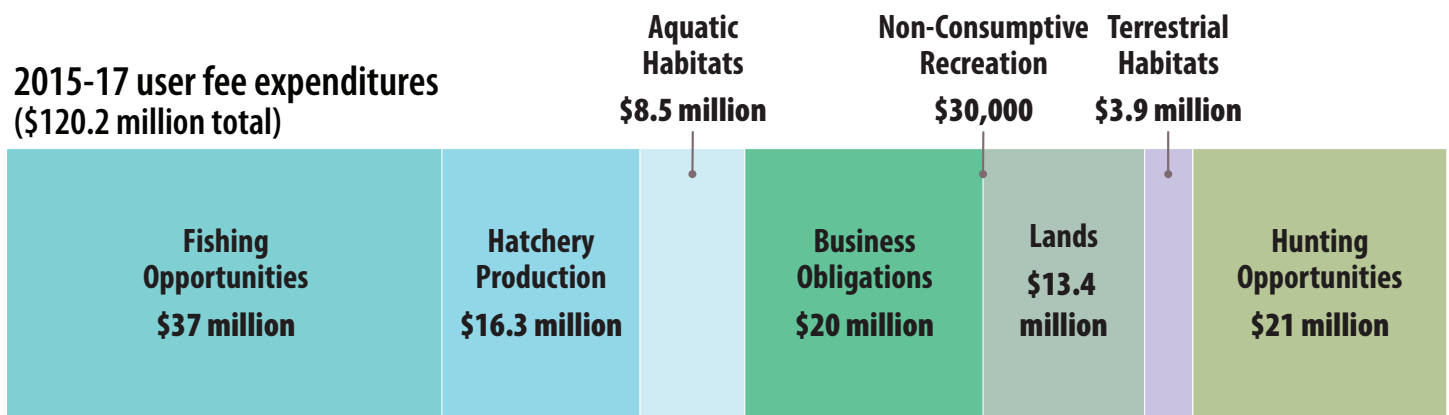 2015-17 user fee expenditures
($120.2 million total)
Aquatic
Habitats
$8.5 million
Non-Consumptive
Recreation
$30,000
Terrestrial
Habitats
$3.9 million
Fishing
Opportunities
$37 million
Hatchery
Production
$16.3 million
Business
Obligations
$20 million
Lands
$13.4
million
Hunting
Opportunities
$21 million